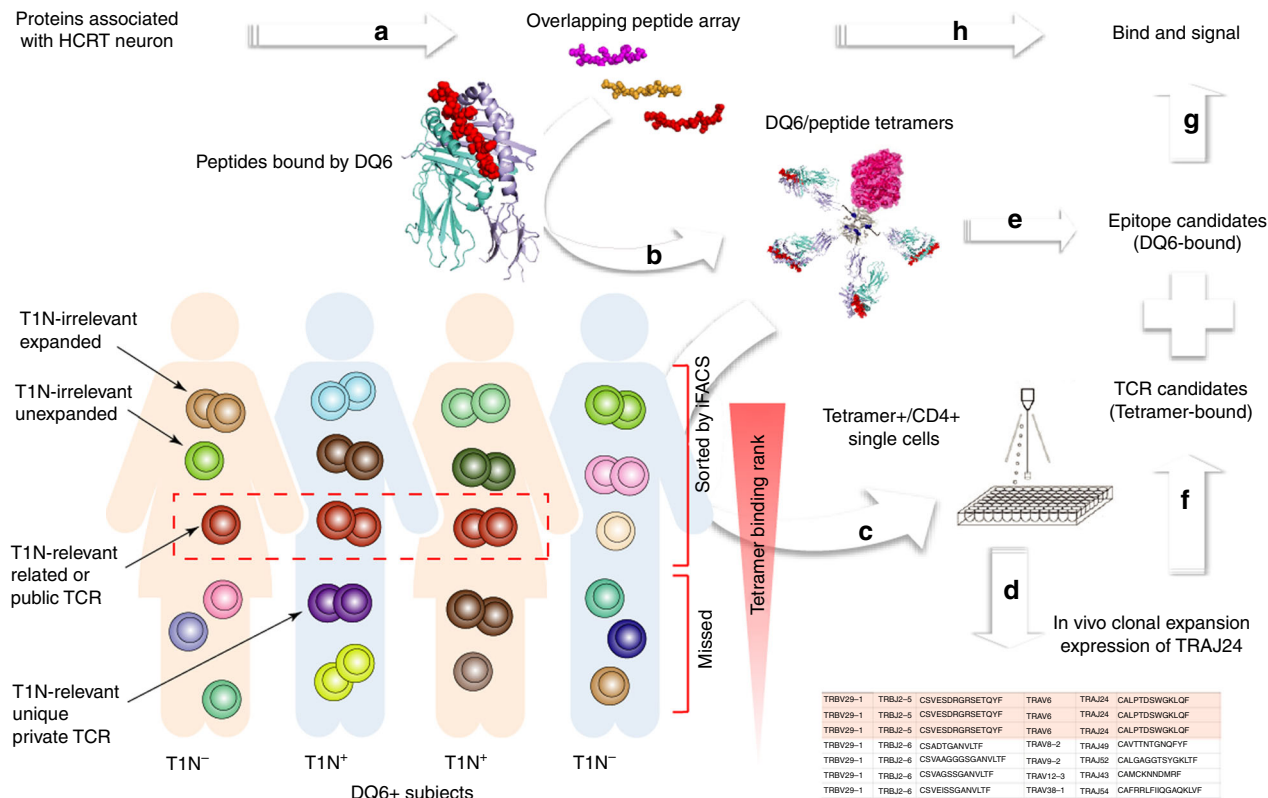 Proteins associated
with HCRT neuron
a
Overlapping peptide array
h
Bind and signal
Peptides bound by DQ6
DQ6/peptide tetramers
g
b
e
Epitope candidates
(DQ6-bound)
T1N-irrelevant
expanded
T1N-irrelevant
unexpanded
T1N-relevant
related or
public TCR
T1N-relevant
unique
private TCR
Sorted by iFACS
Missed
Tetramer binding rank
Tetramer+/CD4+
single cells
TCR candidates
(Tetramer-bound)
c
f
d
In vivo clonal expansion
expression of TRAJ24
TRBV29–1 TRBJ2–5 CSVESDRGRSETQYF TRAV6 TRAJ24 CALPTDSWGKLQF
TRBV29–1 TRBJ2–5 CSVESDRGRSETQYF TRAV6 TRAJ24 CALPTDSWGKLQF
TRBV29–1 TRBJ2–5 CSVESDRGRSETQYF TRAV6 TRAJ24 CALPTDSWGKLQF
TRBV29–1 TRBJ2–6 CSADTGANVLTF TRAV8–2 TRAJ49 CAVTTNTGNQFYF
TRBV29–1 TRBJ2–6 CSVAAGGGSGANVLTF TRAV9–2 TRAJ52 CALGAGGTSYGKLTF
TRBV29–1 TRBJ2–6 CSVAGSSGANVLTF TRAV12–3 TRAJ43 CAMCKNNDMRF
TRBV29–1 TRBJ2–6 CSVEISSGANVLTF TRAV38–1 TRAJ54 CAFRRLFIIQGAQKLVF
T1N⁻ T1N⁺ T1N⁺ T1N⁻
DQ6+ subjects